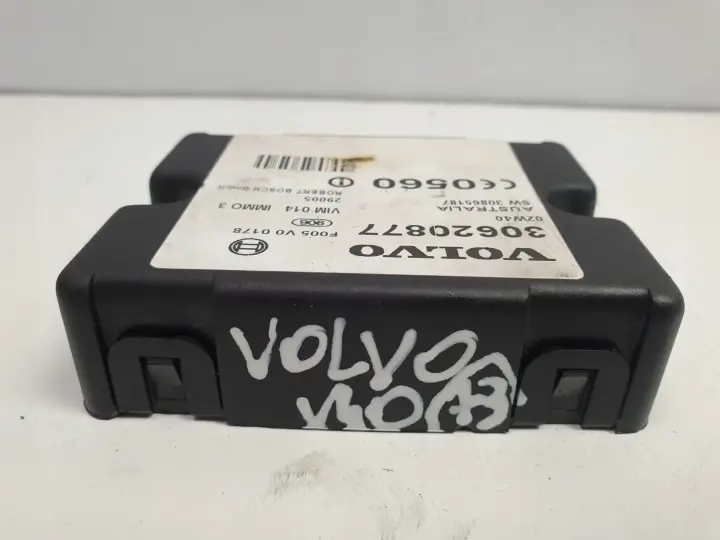 VOLVO
30620877
02W40
AUSTRALIA
SW 30865187
CE0560
F005 V0 0178
906
VIM 014 IMMO 3
29005
ROBERT BOSCH GmbH
VOLVO